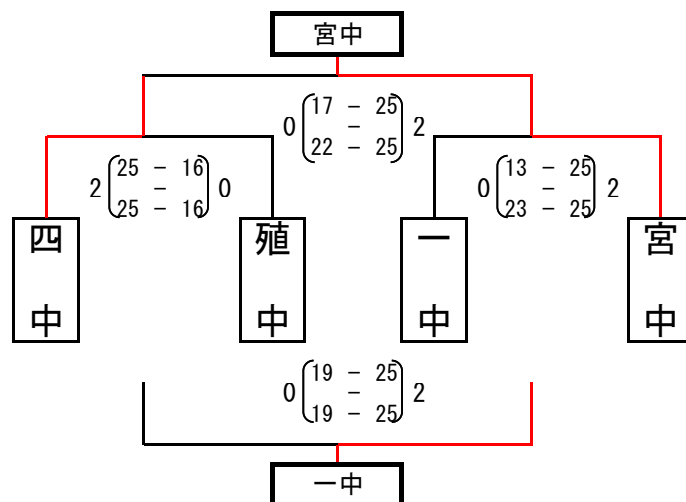 宮中
0 17 － 25 2
－
22 － 25
2 25 － 16 0
－
25 － 16
0 13 － 25 2
－
23 － 25
四中
殖中
一中
宮中
0 19 － 25 2
－
19 － 25
一中